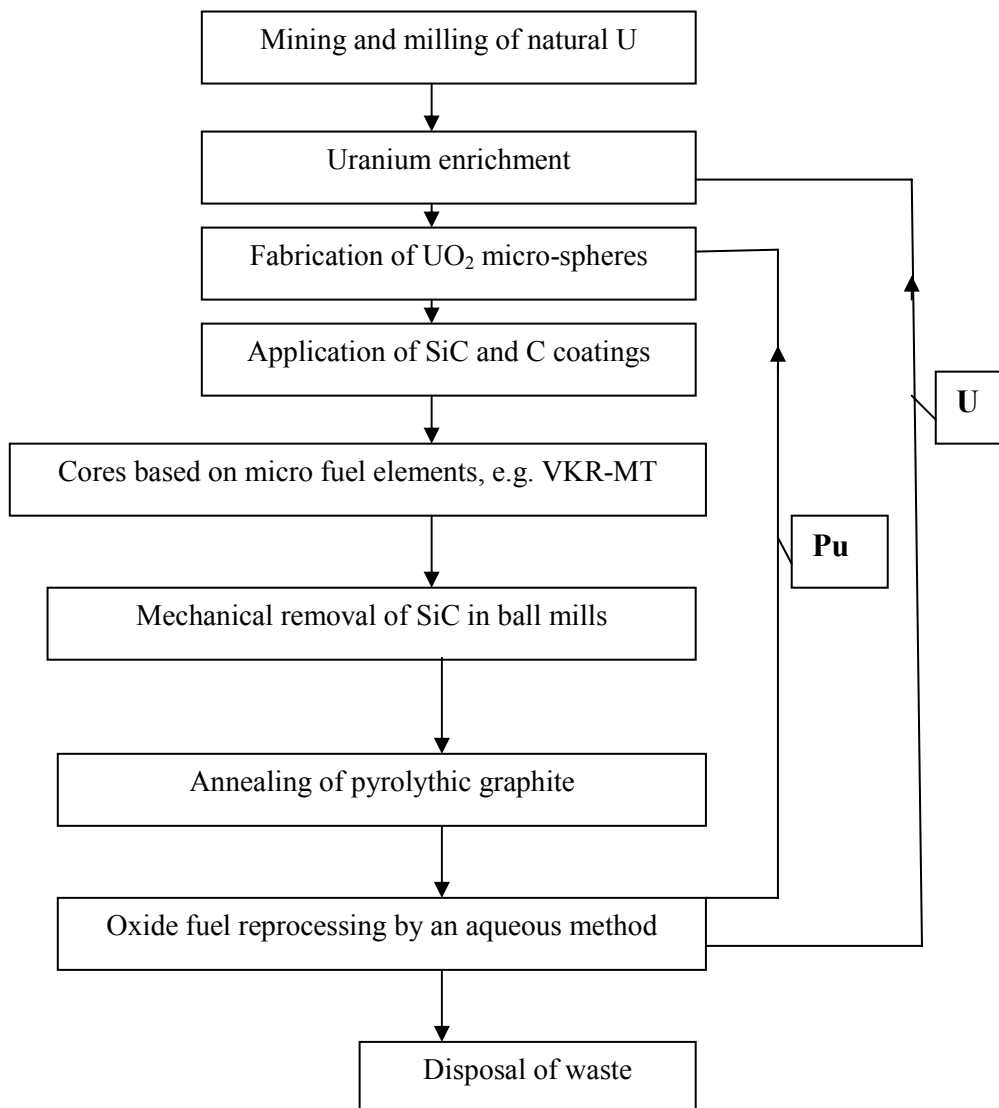 Mining and milling of natural U
Uranium enrichment
Fabrication of UO₂ micro-spheres
Application of SiC and C coatings
U
Cores based on micro fuel elements, e.g. VKR-MT
Pu
Mechanical removal of SiC in ball mills
Annealing of pyrolythic graphite
Oxide fuel reprocessing by an aqueous method
Disposal of waste